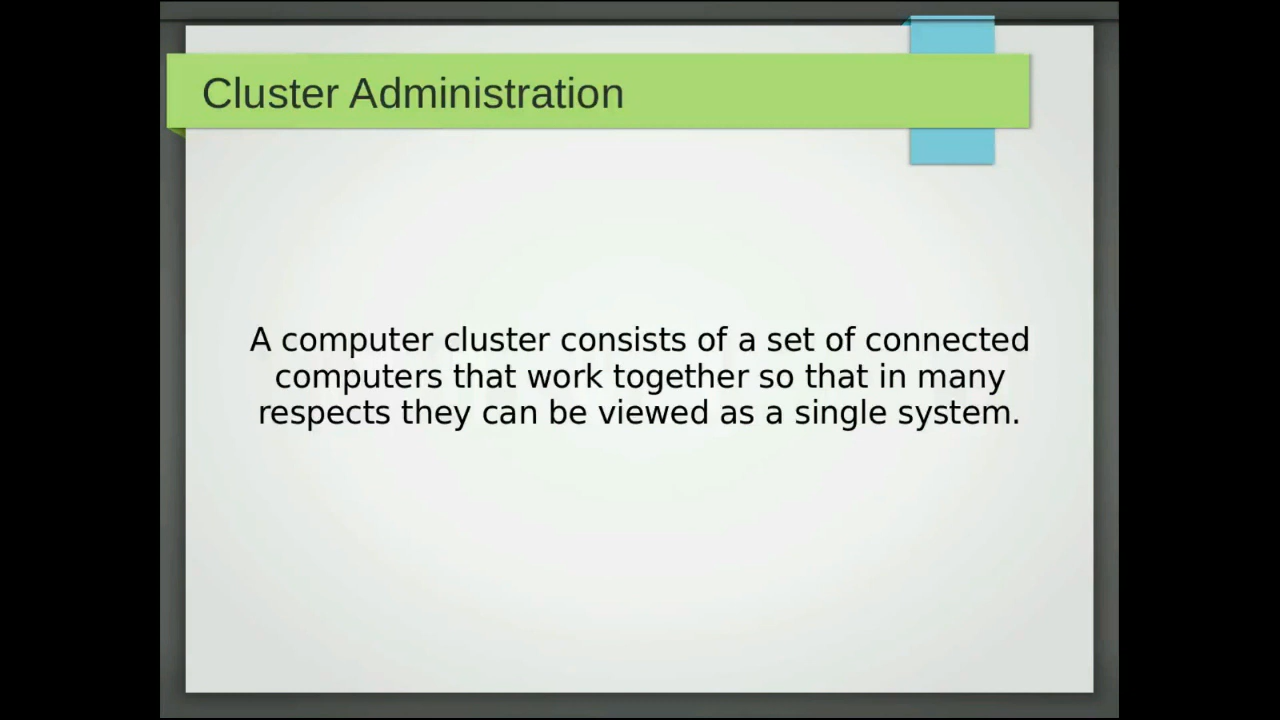 Cluster Administration
A computer cluster consists of a set of connected
computers that work together so that in many
respects they can be viewed as a single system.